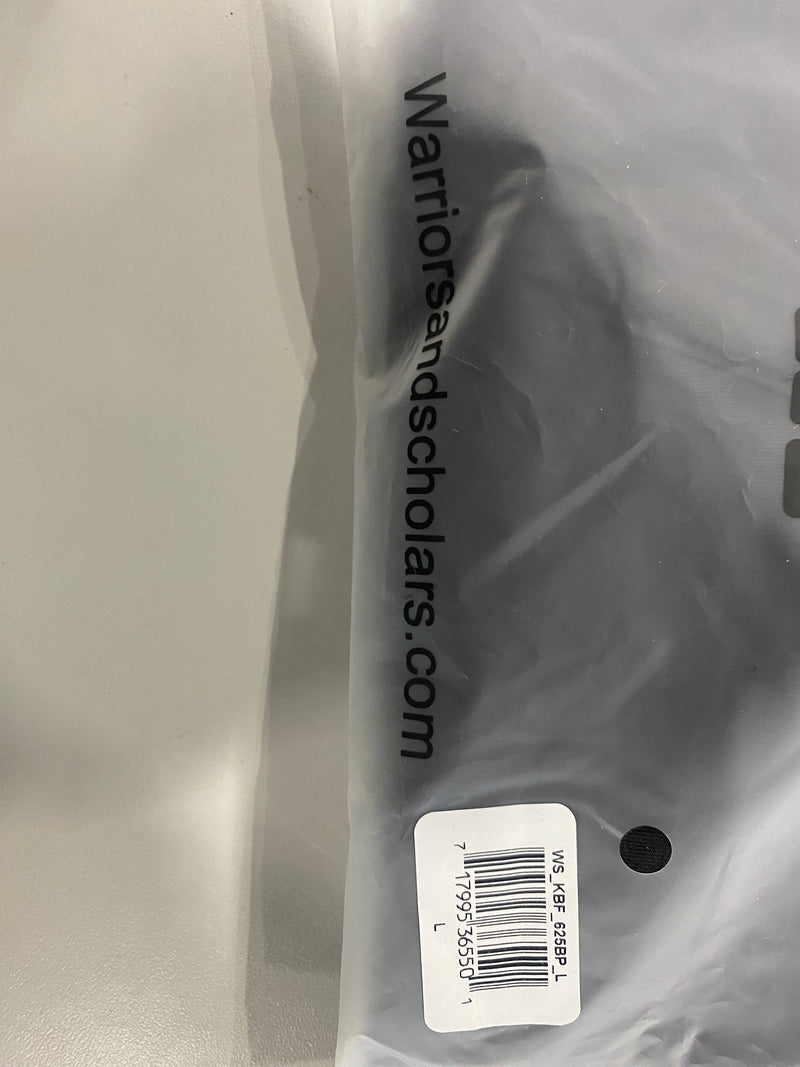 Warriorsandscholars.com
WS_KBF_625BP_L
7 17995 36550 1
L